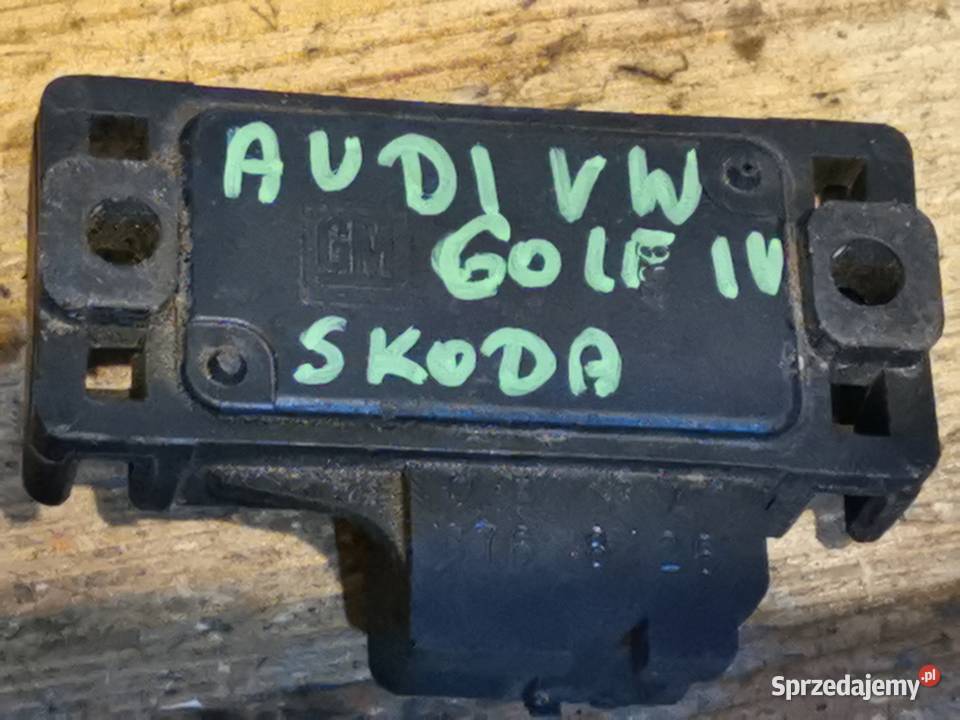 AUDI VW
GM
GOLF IV
SKODA
Sprzedajemy.pl